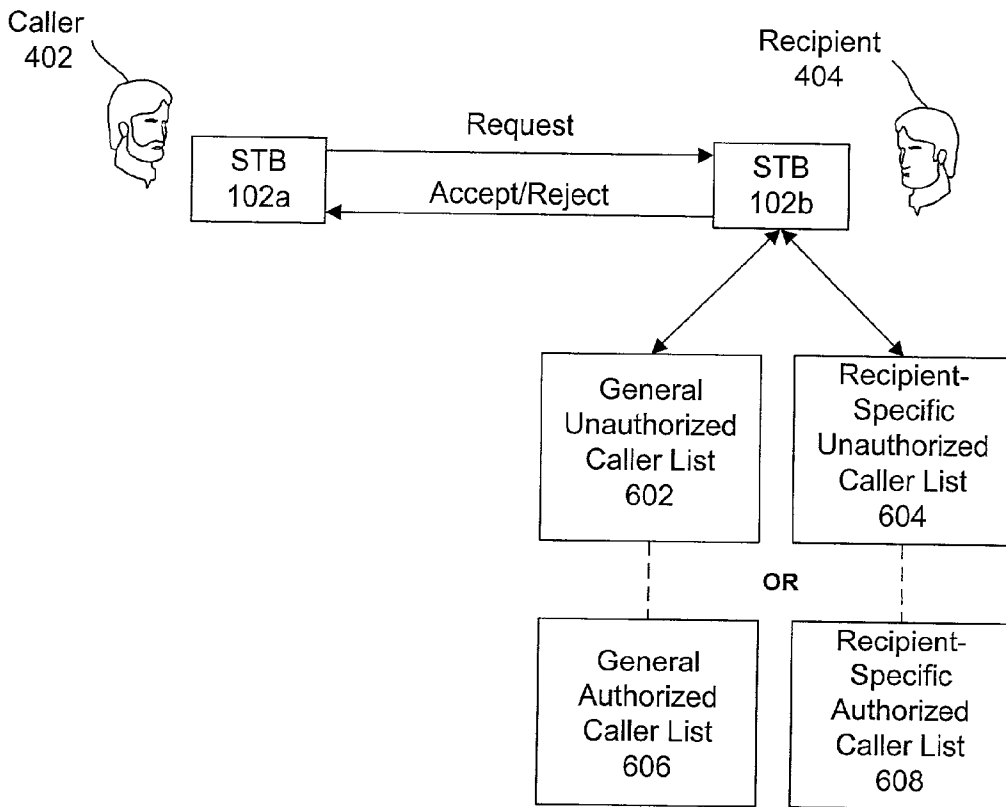 Caller
402
Recipient
404
Request
STB
102a
STB
102b
Accept/Reject
General
Unauthorized
Caller List
602
Recipient-
Specific
Unauthorized
Caller List
604
OR
General
Authorized
Caller List
606
Recipient-
Specific
Authorized
Caller List
608